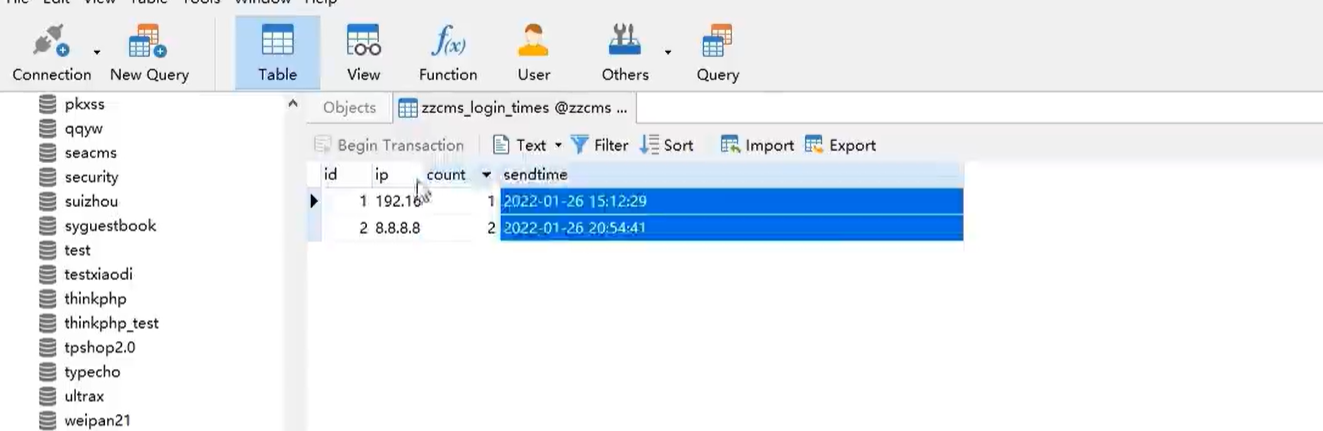 File Edit View Table Tools Window Help
Connection New Query Table View Function User Others Query
f(x)
pkxss
qqyw
seacms
security
suizhou
syguestbook
test
testxiaodi
thinkphp
thinkphp_test
tpshop2.0
typecho
ultrax
weipan21
Objects zzcms_login_times @zzcms ...
Begin Transaction Text Filter Sort Import Export
id ip count sendtime
1 192.16 1 2022-01-26 15:12:29
2 8.8.8.8 2 2022-01-26 20:54:41